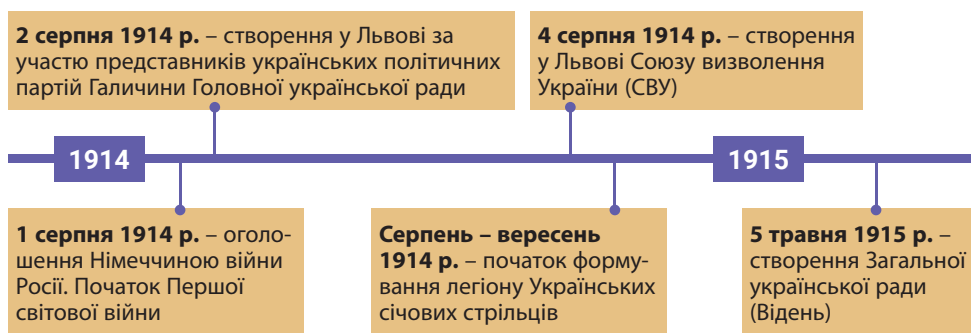 2 серпня 1914 р. – створення у Львові за
участю представників українських політичних
партій Галичини Головної української ради
4 серпня 1914 р. – створення
у Львові Союзу визволення
України (СВУ)
1914
1915
1 серпня 1914 р. – оголо-
шення Німеччиною війни
Росії. Початок Першої
світової війни
Серпень – вересень
1914 р. – початок форму-
вання легіону Українських
січових стрільців
5 травня 1915 р. –
створення Загальної
української ради
(Відень)